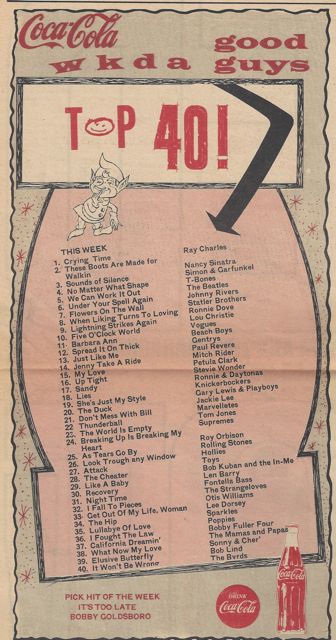 Coca-Cola
good
wkda guys
TOP 40!
THIS WEEK
1. Crying Time Ray Charles
2. These Boots Are Made for
Walkin Nancy Sinatra
3. Sounds of Silence Simon & Garfunkel
4. No Matter What Shape T-Bones
5. We Can Work It Out The Beatles
6. Under Your Spell Again Johnny Rivers
7. Flowers On The Wall Statler Brothers
8. When Liking Turns To Loving Ronnie Dove
9. Lightning Strikes Again Lou Christie
10. Five O'Clock World Vogues
11. Barbara Ann Beach Boys
12. Spread It On Thick Gentrys
13. Just Like Me Paul Revere
14. Jenny Take A Ride Mitch Rider
15. My Love Petula Clark
16. Up Tight Stevie Wonder
17. Sandy Ronnie & Daytonas
18. Lies Knickerbockers
19. She's Just My Style Gary Lewis & Playboys
20. The Duck Jackie Lee
21. Don't Mess With Bill Marvelletes
22. Thunderball Tom Jones
23. The World Is Empty Supremes
24. Breaking Up Is Breaking My
Heart Roy Orbison
25. As Tears Go By Rolling Stones
26. Look Trough any Window Hollies
27. Attack Toys
28. The Cheater Bob Kuban and the In-Me
29. Like A Baby Len Barry
30. Recovery Fontella Bass
31. Night Time The Strangeloves
32. I Fall To Pieces Otis Williams
33. Get Out Of My Life, Woman Lee Dorsey
34. The Hip Sparkles
35. Lullabye Of Love Poppies
36. I Fought The Law Bobby Fuller Four
37. California Dreamin' The Mamas and Papas
38. What Now My Love Sonny & Cher'
39. Elusive Butterfly Bob Lind
40. It Won't Be Wrong The Byrds
PICK HIT OF THE WEEK
IT'S TOO LATE
BOBBY GOLDSBORO
DRINK
Coca-Cola
Coca-Cola